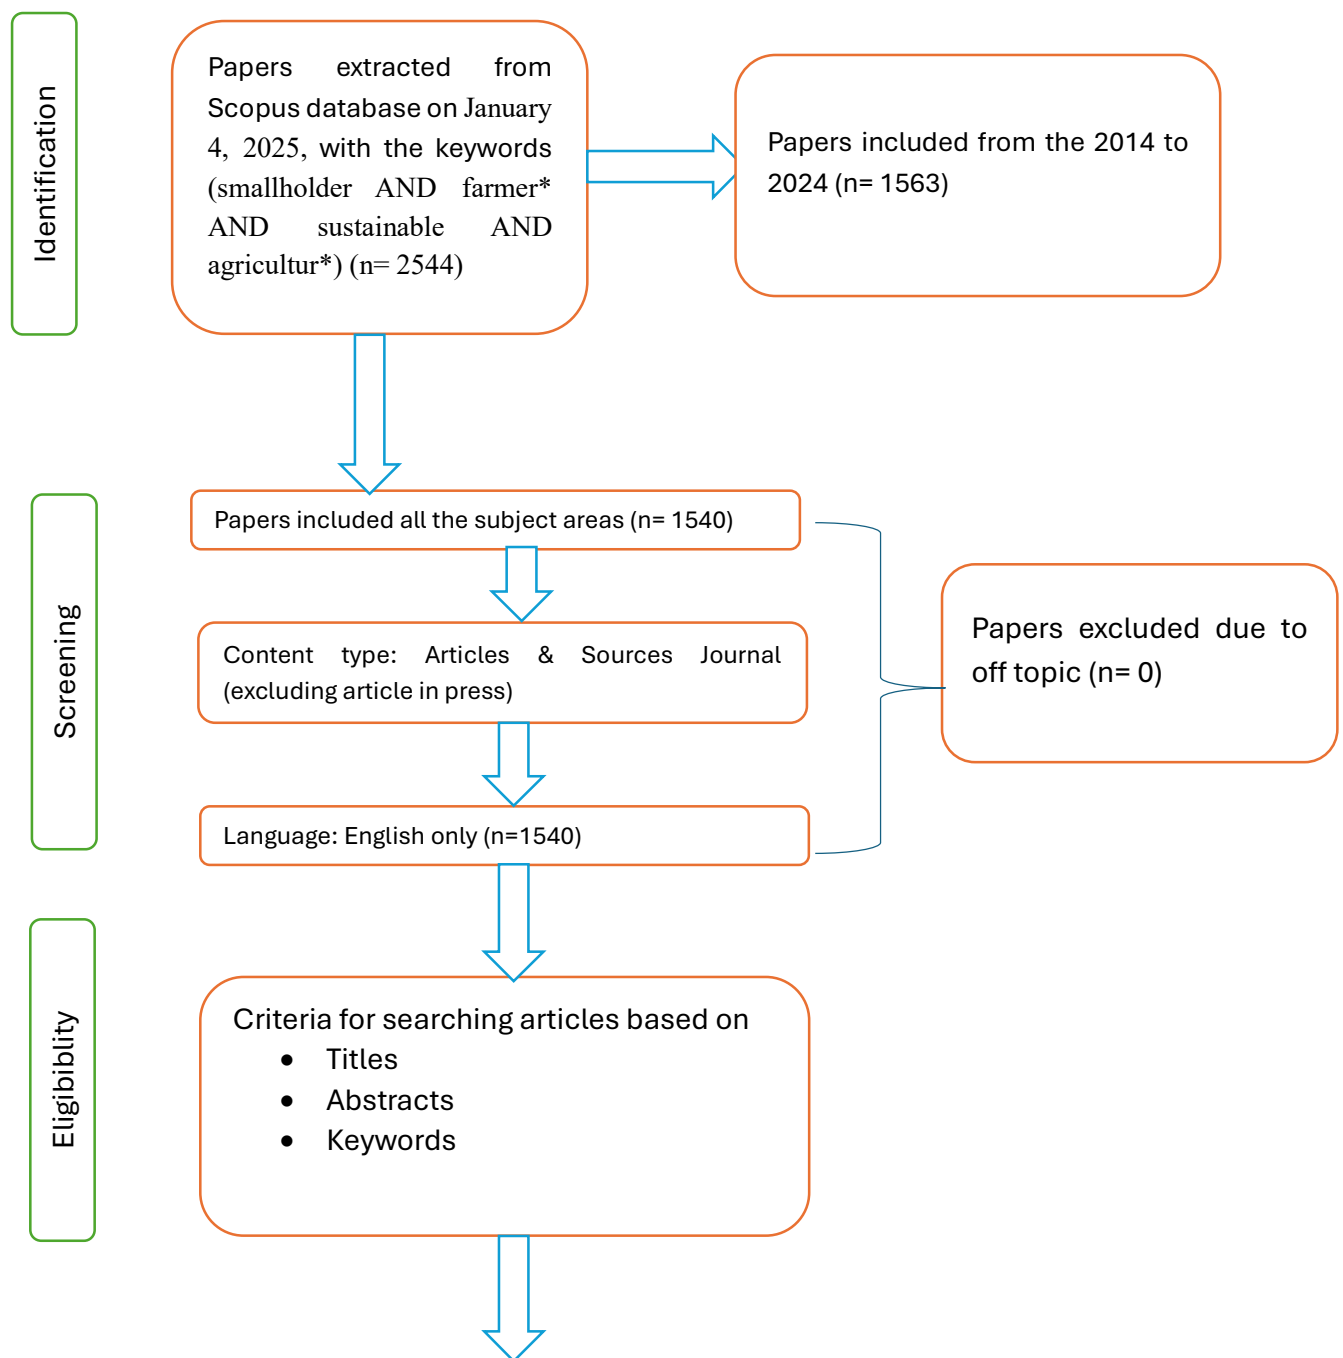 Identification
Papers extracted from
Scopus database on January
4, 2025, with the keywords
(smallholder AND farmer*
AND sustainable AND
agricultur*) (n= 2544)
Papers included from the 2014 to
2024 (n= 1563)
Screening
Papers included all the subject areas (n= 1540)
Content type: Articles & Sources Journal
(excluding article in press)
Language: English only (n=1540)
Papers excluded due to
off topic (n= 0)
Eligibiblity
Criteria for searching articles based on
• Titles
• Abstracts
• Keywords